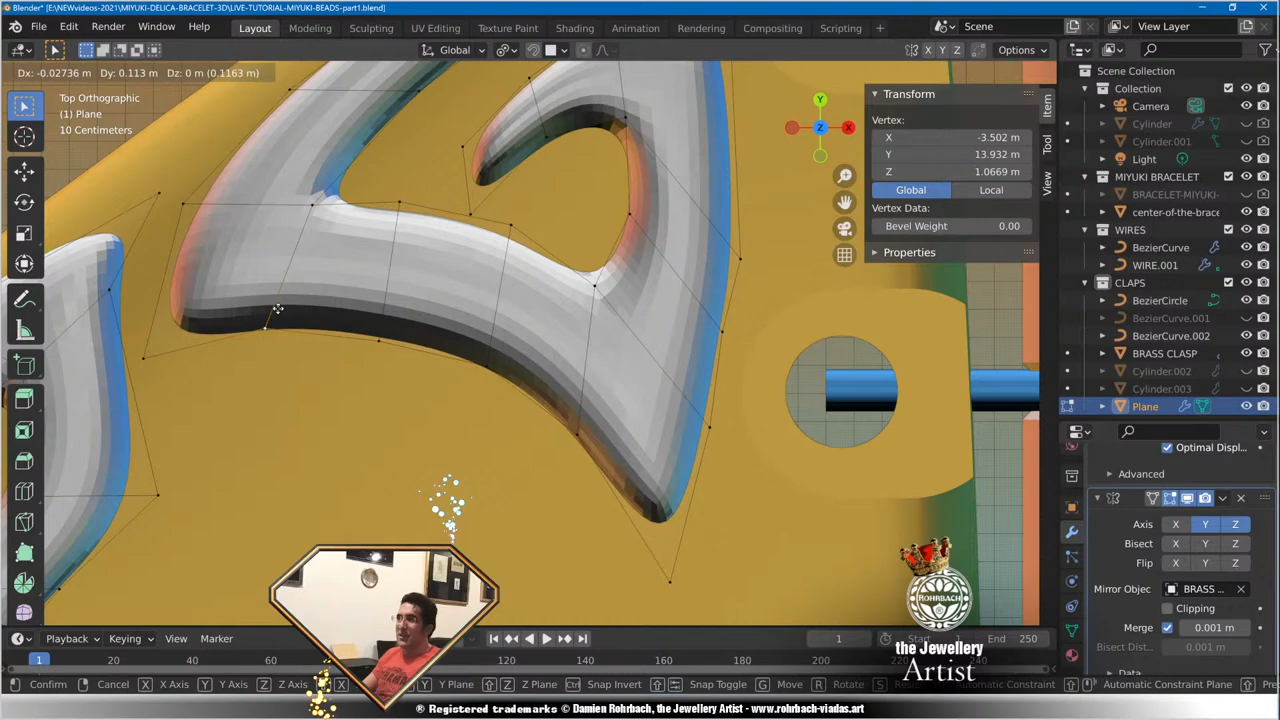 Blender* [E:\NEWvideos-2021\MIYUKI-DELICA-BRACELET-3D\LIVE-TUTORIAL-MIYUKI-BEADS-part1.blend]
File Edit Render Window Help Layout Modeling Sculpting UV Editing Texture Paint Shading Animation Rendering Compositing Scripting + Scene View Layer
Global X Y Z Options
Dx: -0.02736 m Dy: 0.113 m Dz: 0 m (0.1163 m)
Top Orthographic
(1) Plane
10 Centimeters
Y
Z
X
Transform
Vertex:
X -3.502 m
Y 13.932 m
Z 1.0669 m
Global Local
Vertex Data:
Bevel Weight 0.00
Properties
Item
Tool
View
Scene Collection
Collection
Camera
Cylinder
Cylinder.001
Light
MIYUKI BRACELET
BRACELET-MIYUKI-
center-of-the-brace
WIRES
BezierCurve
WIRE.001
CLAPS
BezierCircle
BezierCurve.001
BezierCurve.002
BRASS CLASP
Cylinder.002
Cylinder.003
Plane
Optimal Displ...
Advanced
Axis X Y Z
Bisect X Y Z
Flip X Y Z
Mirror Objec BRASS ...
Clipping
Merge 0.001 m
Bisect Dist... 0.001 m
Data
ROHRBACH
the Jewellery
Artist
Playback Keying View Marker 1 Start 1 End 250
1 20 40 60 120 140 160 180 200 220 240
Confirm Cancel X X Axis Y Y Axis Z Z Axis X Y Y Plane Z Z Plane Ctrl Snap Invert Snap Toggle G Move R Rotate S Automatic Constraint Automatic Constraint Plane
® Registered trademarks © Damien Rohrbach, the Jewellery Artist - www.rohrbach-viadas.art